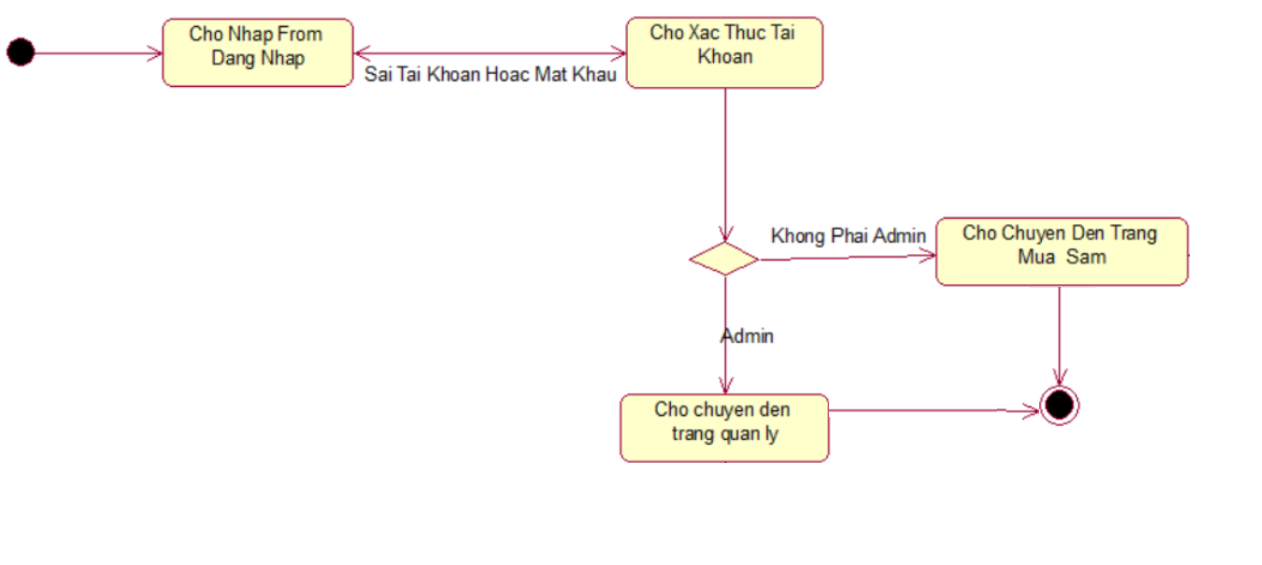 Cho Nhap From
Dang Nhap
Sai Tai Khoan Hoac Mat Khau
Cho Xac Thuc Tai
Khoan
Khong Phai Admin
Cho Chuyen Den Trang
Mua Sam
Admin
Cho chuyen den
trang quan ly